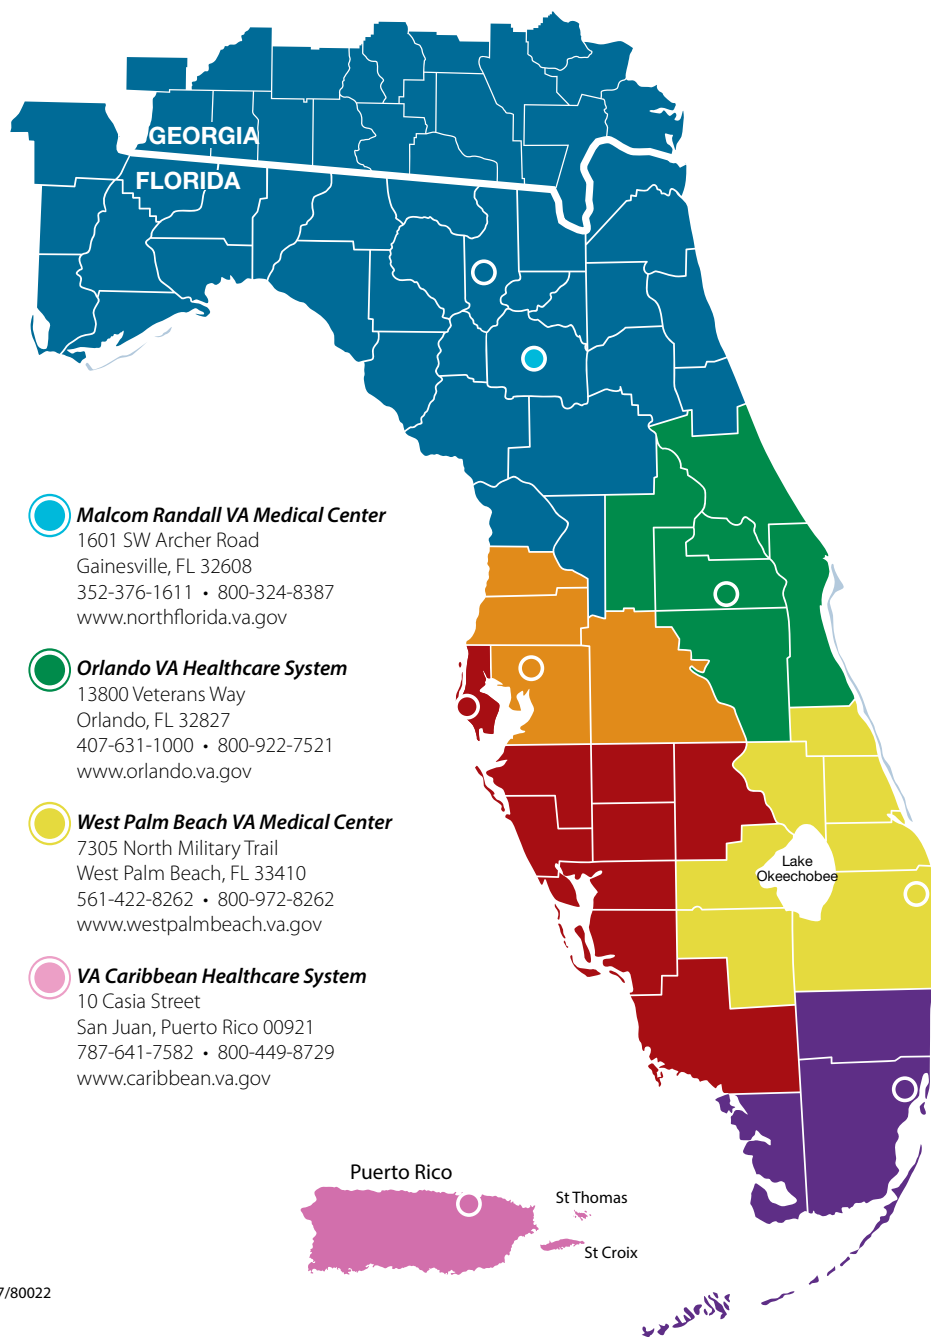 GEORGIA
FLORIDA
Malcom Randall VA Medical Center
1601 SW Archer Road
Gainesville, FL 32608
352-376-1611 • 800-324-8387
www.northflorida.va.gov
Orlando VA Healthcare System
13800 Veterans Way
Orlando, FL 32827
407-631-1000 • 800-922-7521
www.orlando.va.gov
West Palm Beach VA Medical Center
7305 North Military Trail
West Palm Beach, FL 33410
561-422-8262 • 800-972-8262
www.westpalmbeach.va.gov
Lake
Okeechobee
VA Caribbean Healthcare System
10 Casia Street
San Juan, Puerto Rico 00921
787-641-7582 • 800-449-8729
www.caribbean.va.gov
Puerto Rico
St Thomas
St Croix
7/80022